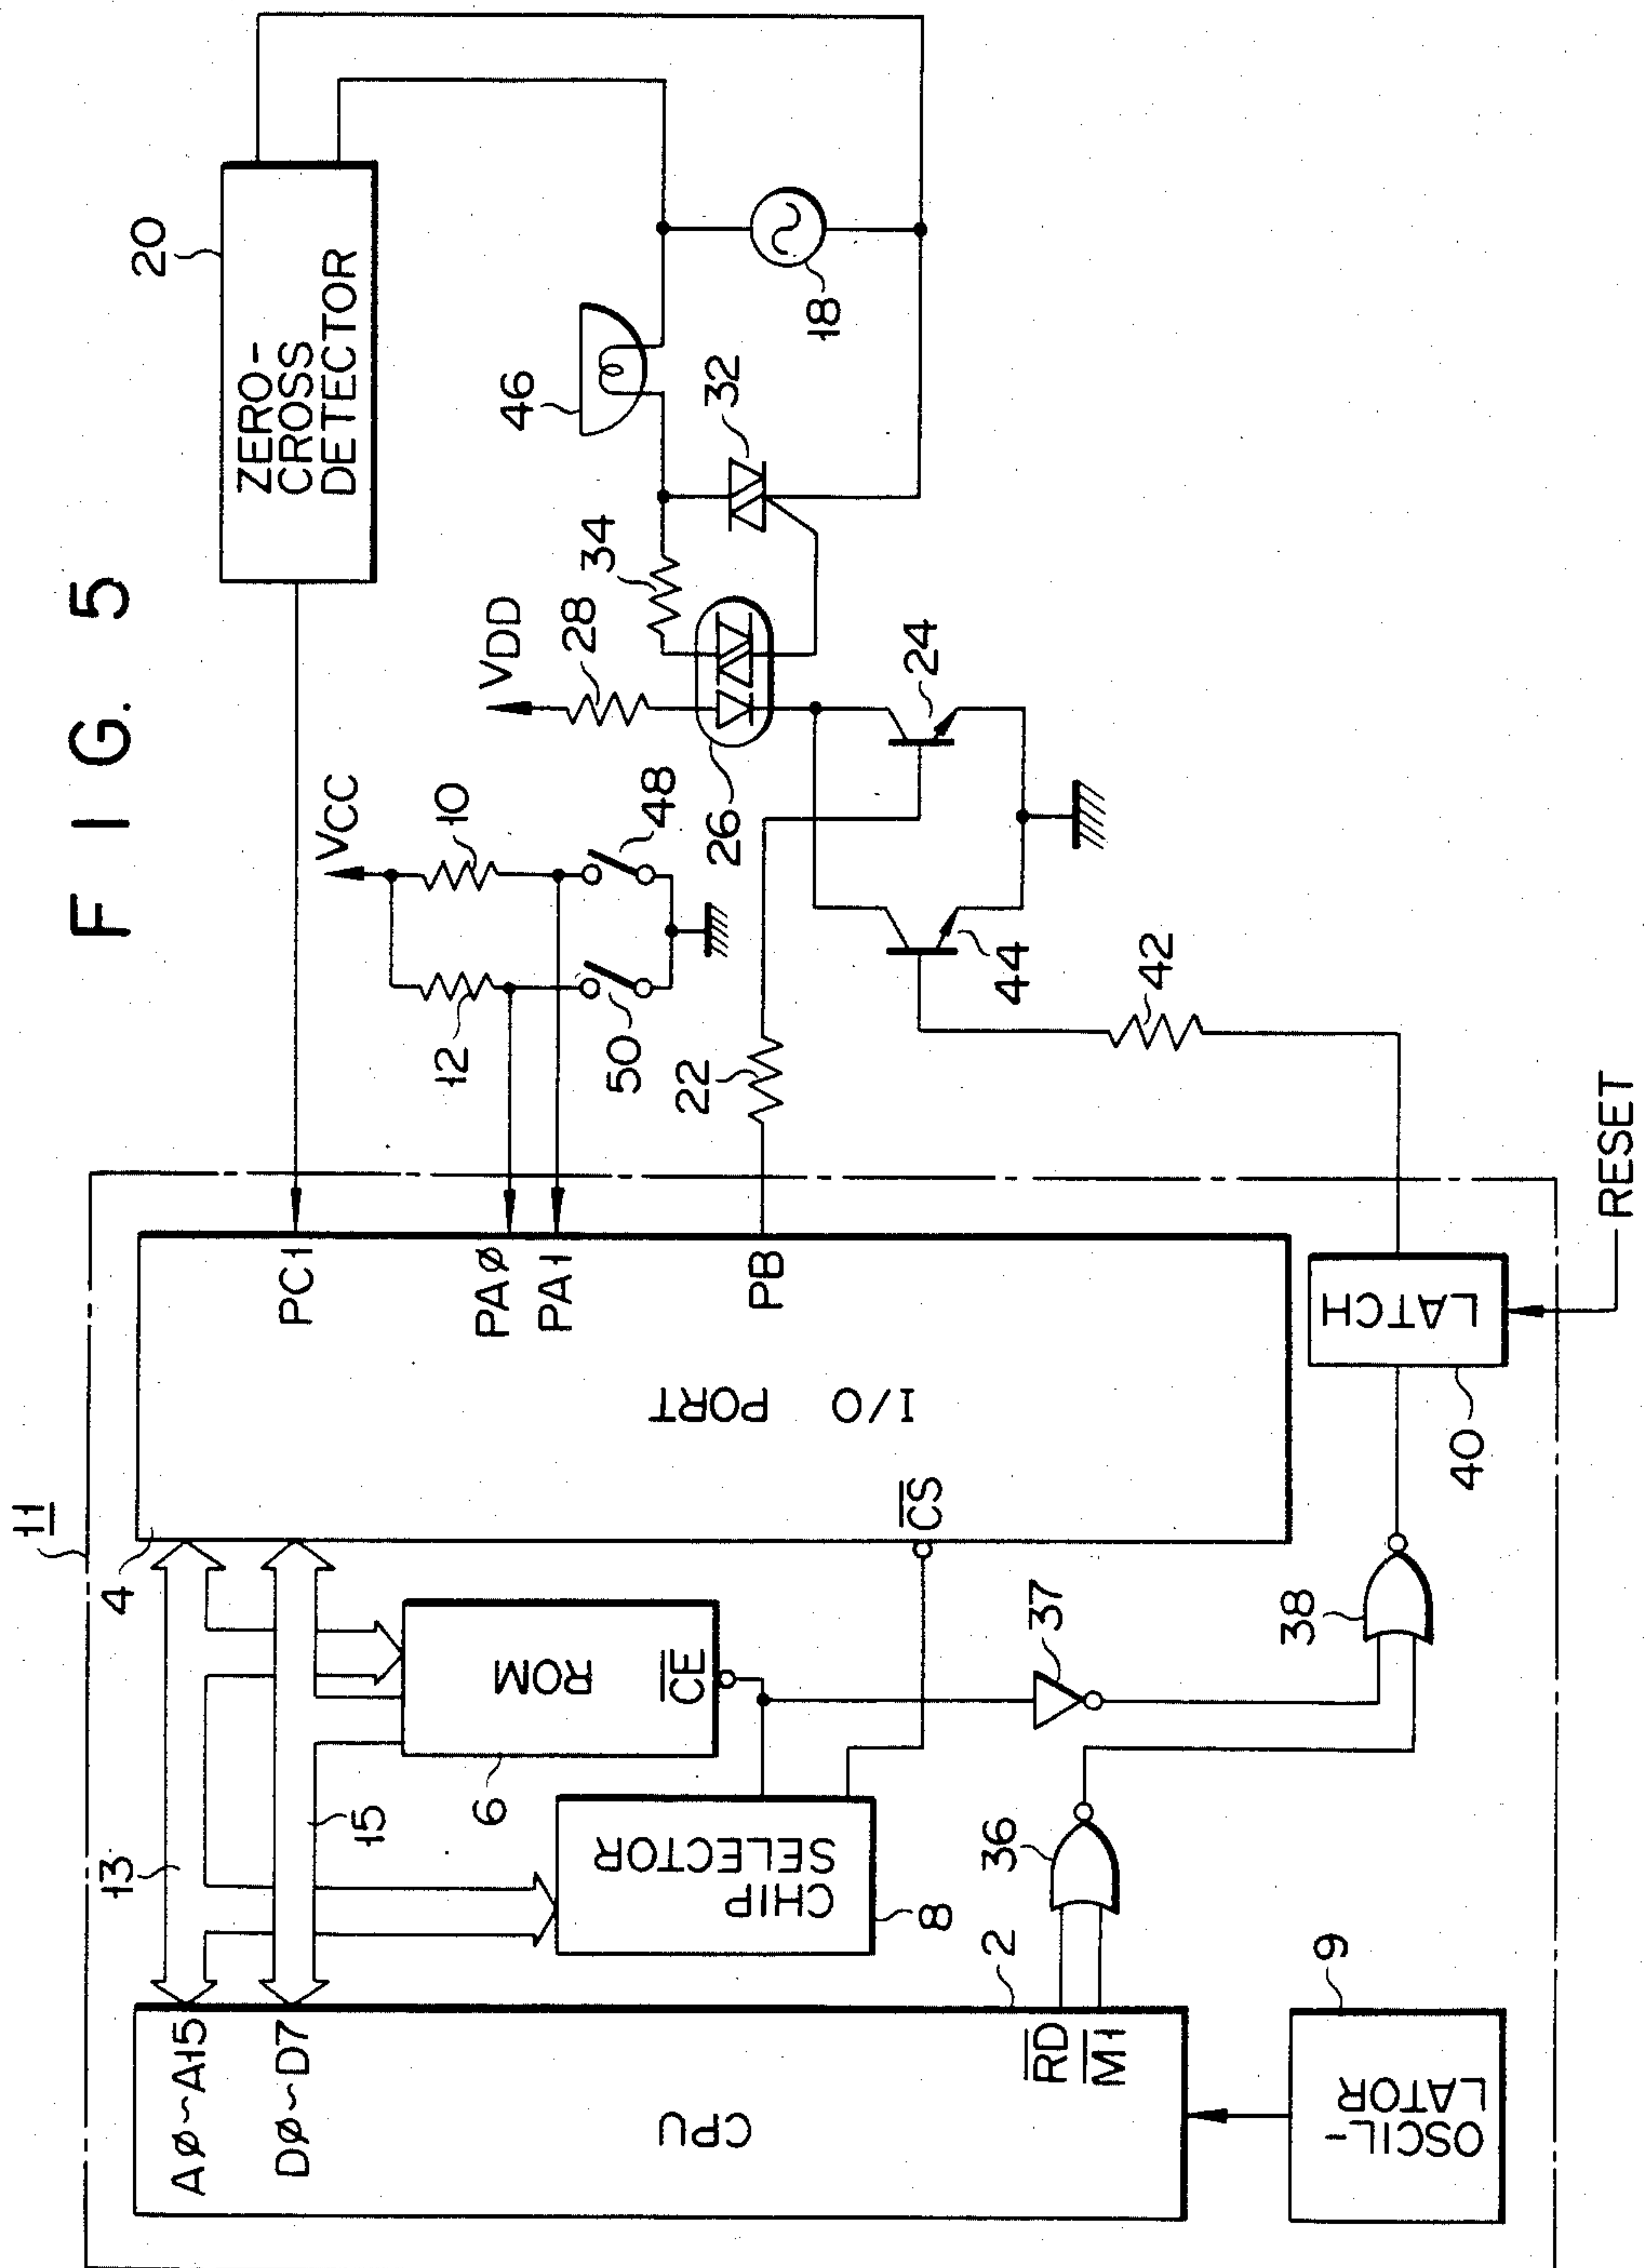 FIG. 5
11
4
13
15
20
ZERO-
CROSS
DETECTOR
AØ~A15
DØ~D7
CPU
2
RD
M1
OSCIL-
LATOR
9
CHIP
SELECTOR
8
ROM
CE
6
I/O PORT
PC1
PAØ
PA1
PB
CS
36
37
38
LATCH
40
RESET
VCC
10
12
48
50
22
42
44
24
26
VDD
28
34
32
46
18